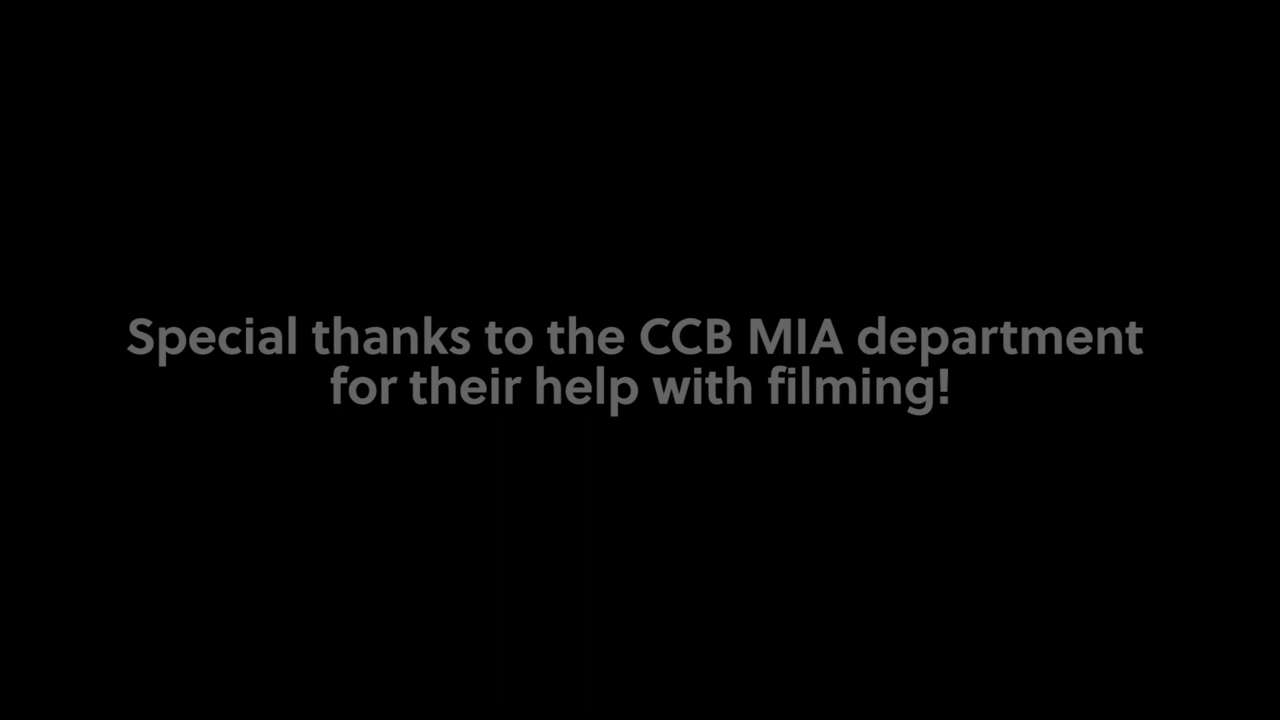 Special thanks to the CCB MIA department
for their help with filming!